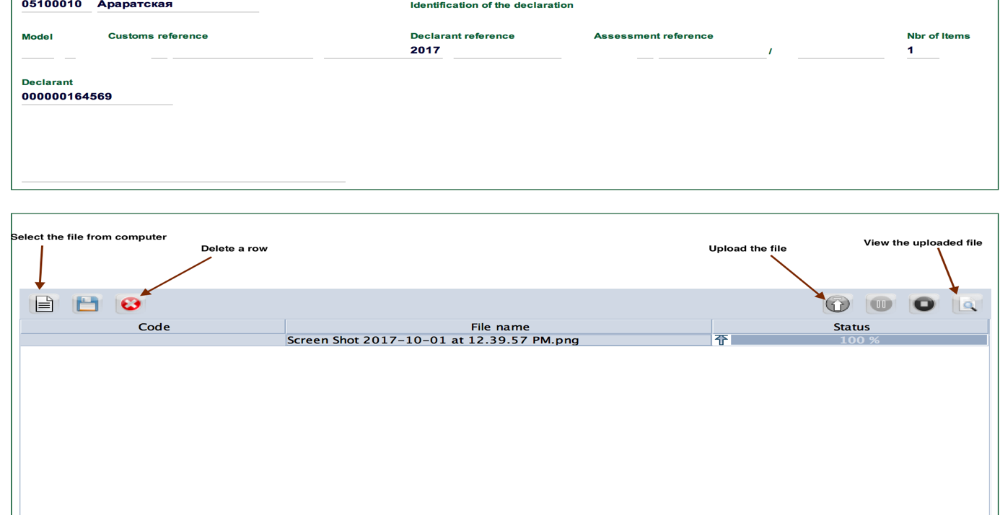 05100010 Араратская Identification of the declaration
Model Customs reference Declarant reference Assessment reference Nbr of Items
2017 / 1
Declarant
000000164569
Select the file from computer
Delete a row
Upload the file
View the uploaded file
Code File name Status
Screen Shot 2017-10-01 at 12.39.57 PM.png 100 %